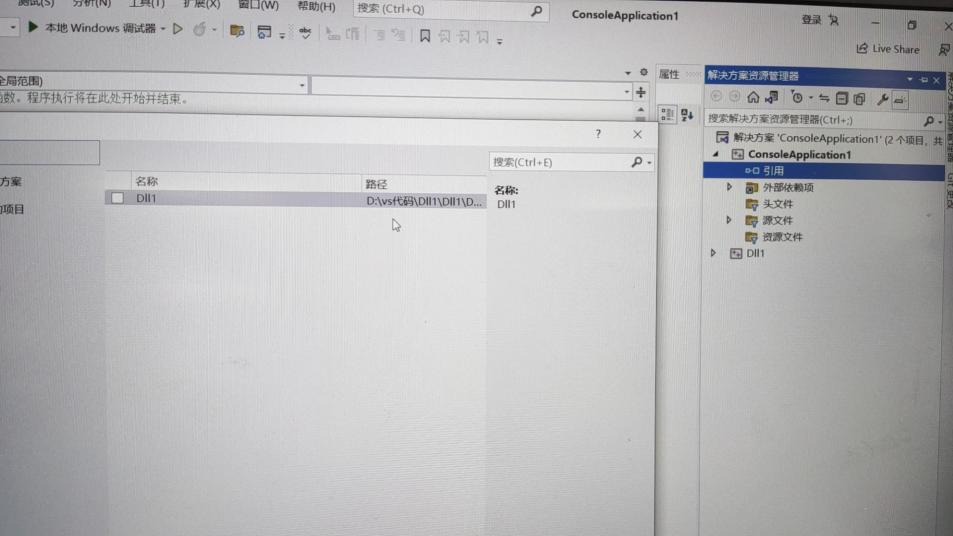 测试(S) 分析(N) 工具(T) 扩展(X) 窗口(W) 帮助(H) 搜索 (Ctrl+Q) ConsoleApplication1 登录
本地 Windows 调试器 Live Share
全局范围)
函数。程序执行将在此处开始并结束。
属性
解决方案资源管理器
搜索解决方案资源管理器(Ctrl+;)
解决方案 'ConsoleApplication1' (2 个项目，共
ConsoleApplication1
引用
外部依赖项
头文件
源文件
资源文件
Dll1
? ×
搜索(Ctrl+E)
方案
的项目
名称 路径
Dll1 D:\vs代码\Dll1\Dll1\D...
名称:
Dll1